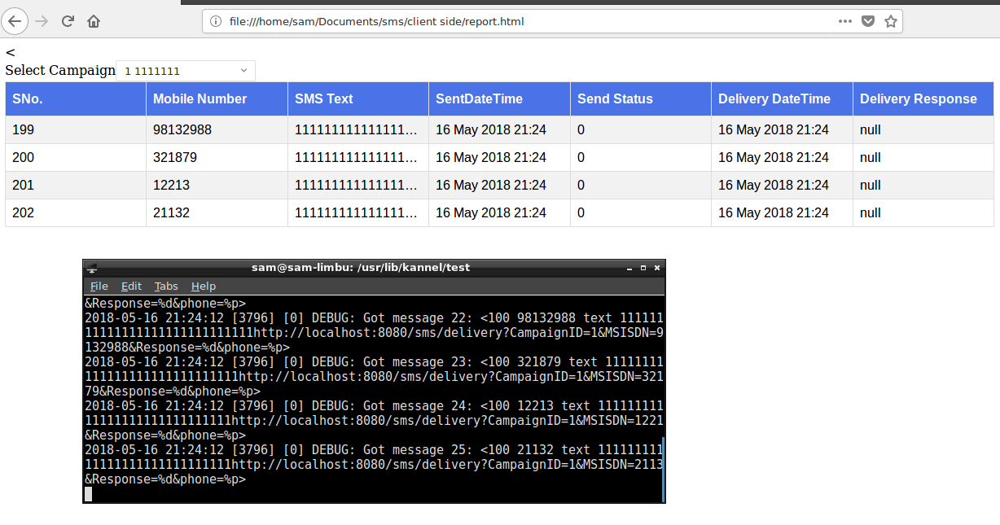 file:///home/sam/Documents/sms/client side/report.html
<
Select Campaign 1 1111111
SNo. Mobile Number SMS Text SentDateTime Send Status Delivery DateTime Delivery Response
199 98132988 111111111111111... 16 May 2018 21:24 0 16 May 2018 21:24 null
200 321879 111111111111111... 16 May 2018 21:24 0 16 May 2018 21:24 null
201 12213 111111111111111... 16 May 2018 21:24 0 16 May 2018 21:24 null
202 21132 111111111111111... 16 May 2018 21:24 0 16 May 2018 21:24 null
sam@sam-limbu: /usr/lib/kannel/test
File Edit Tabs Help
&Response=%d&phone=%p>
2018-05-16 21:24:12 [3796] [0] DEBUG: Got message 22: <100 98132988 text 111111
11111111111111111111111http://localhost:8080/sms/delivery?CampaignID=1&MSISDN=9
132988&Response=%d&phone=%p>
2018-05-16 21:24:12 [3796] [0] DEBUG: Got message 23: <100 321879 text 11111111
111111111111111111111http://localhost:8080/sms/delivery?CampaignID=1&MSISDN=321
79&Response=%d&phone=%p>
2018-05-16 21:24:12 [3796] [0] DEBUG: Got message 24: <100 12213 text 111111111
11111111111111111111http://localhost:8080/sms/delivery?CampaignID=1&MSISDN=1221
&Response=%d&phone=%p>
2018-05-16 21:24:12 [3796] [0] DEBUG: Got message 25: <100 21132 text 111111111
11111111111111111111http://localhost:8080/sms/delivery?CampaignID=1&MSISDN=2113
&Response=%d&phone=%p>